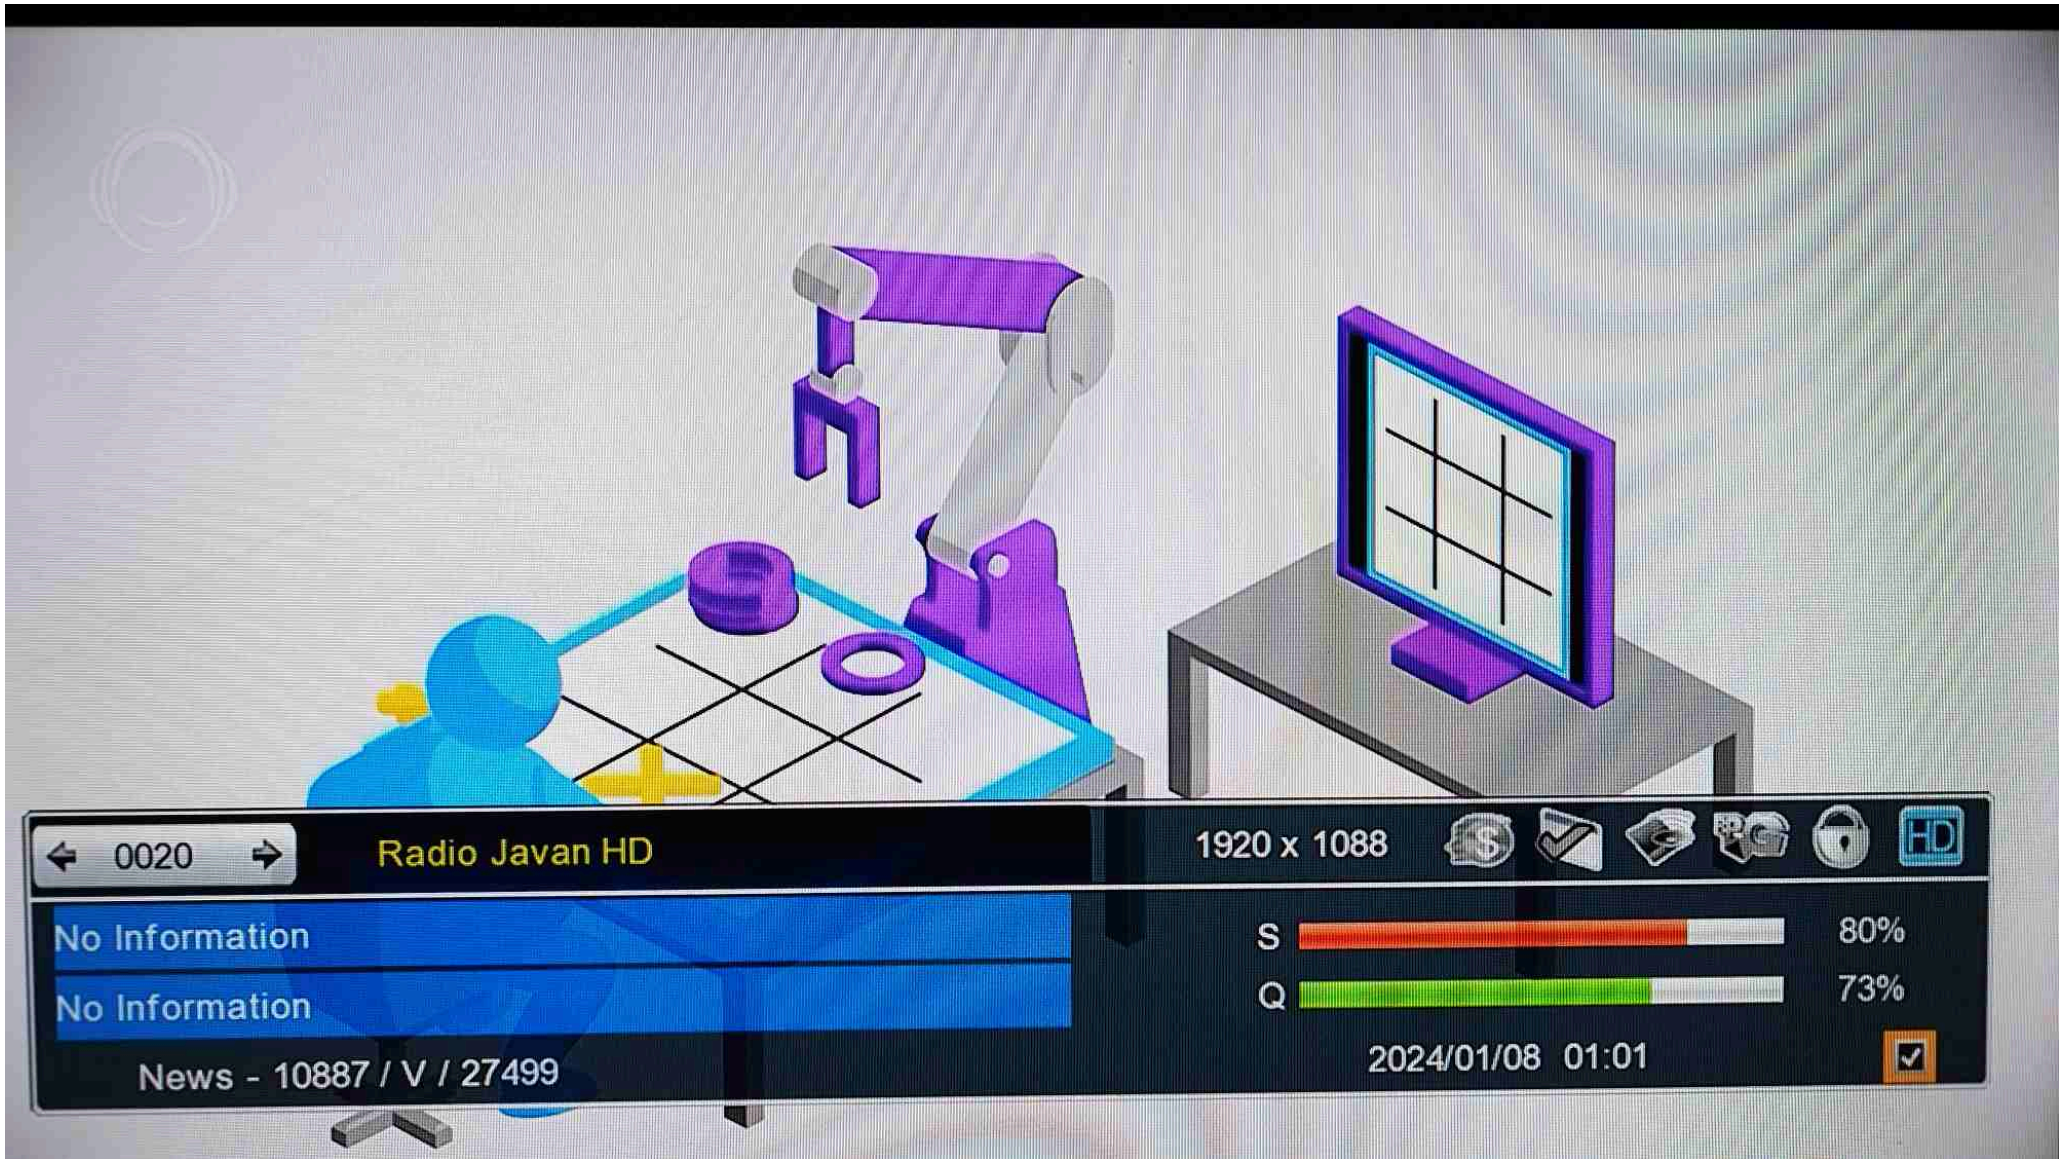 0020
Radio Javan HD
1920 x 1088
$
HD
No Information
No Information
S 80%
Q 73%
News - 10887 / V / 27499
2024/01/08 01:01